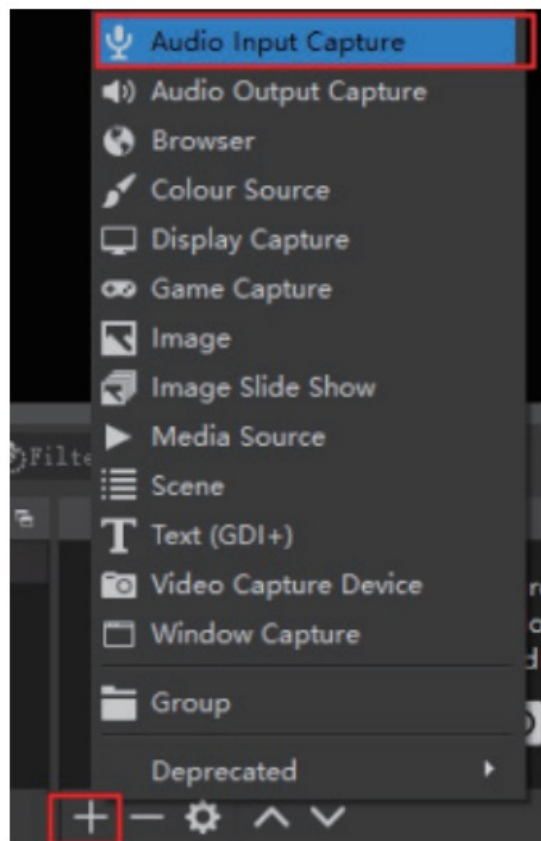 Audio Input Capture
Audio Output Capture
Browser
Colour Source
Display Capture
Game Capture
Image
Image Slide Show
Media Source
Filte
Scene
Text (GDI+)
Video Capture Device
Window Capture
Group
Deprecated